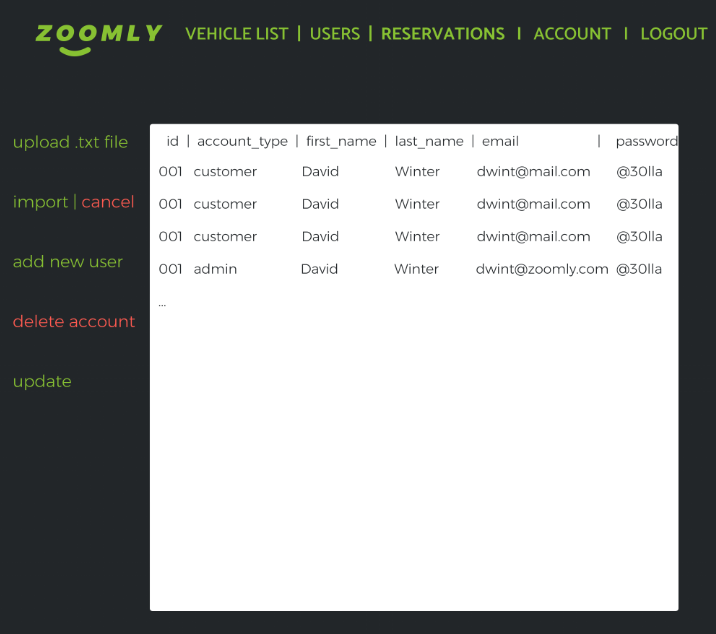 ZOOMLY VEHICLE LIST | USERS | RESERVATIONS I ACCOUNT I LOGOUT
upload .txt file
import | cancel
add new user
delete account
update
id | account_type | first_name | last_name | email | password
001 customer David Winter dwint@mail.com @30lla
001 customer David Winter dwint@mail.com @30lla
001 customer David Winter dwint@mail.com @30lla
001 admin David Winter dwint@zoomly.com @30lla
...